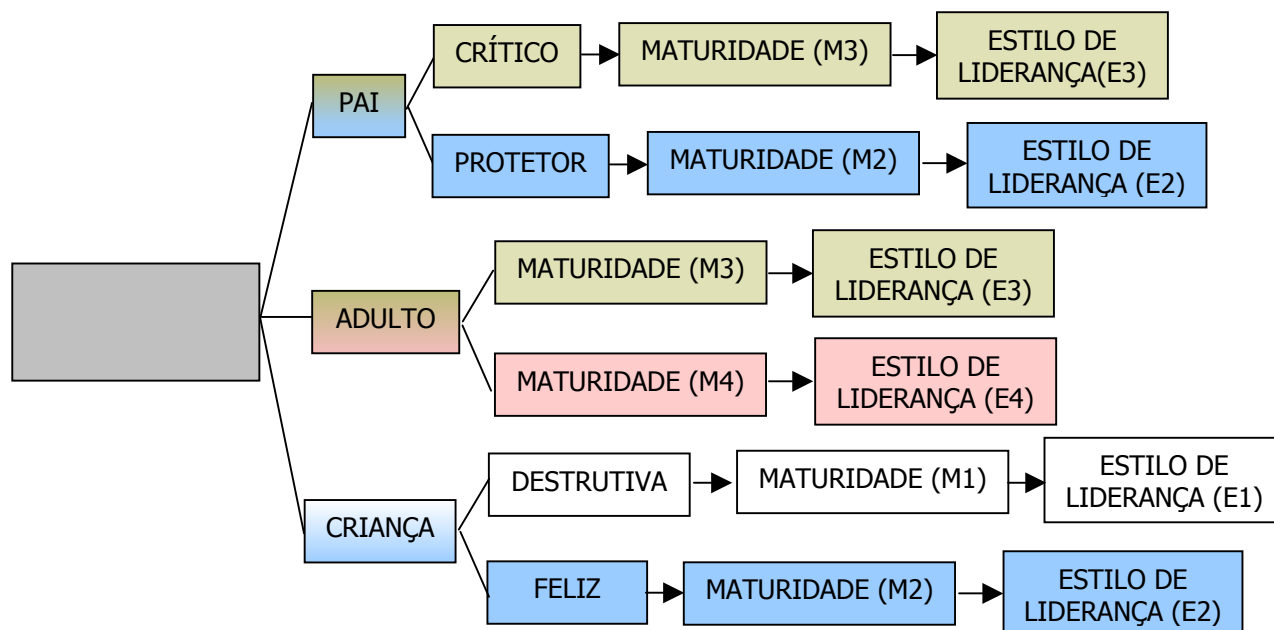 PAI
CRÍTICO
MATURIDADE (M3)
ESTILO DE
LIDERANÇA(E3)
PROTETOR
MATURIDADE (M2)
ESTILO DE
LIDERANÇA (E2)
ADULTO
MATURIDADE (M3)
ESTILO DE
LIDERANÇA (E3)
MATURIDADE (M4)
ESTILO DE
LIDERANÇA (E4)
CRIANÇA
DESTRUTIVA
MATURIDADE (M1)
ESTILO DE
LIDERANÇA (E1)
FELIZ
MATURIDADE (M2)
ESTILO DE
LIDERANÇA (E2)